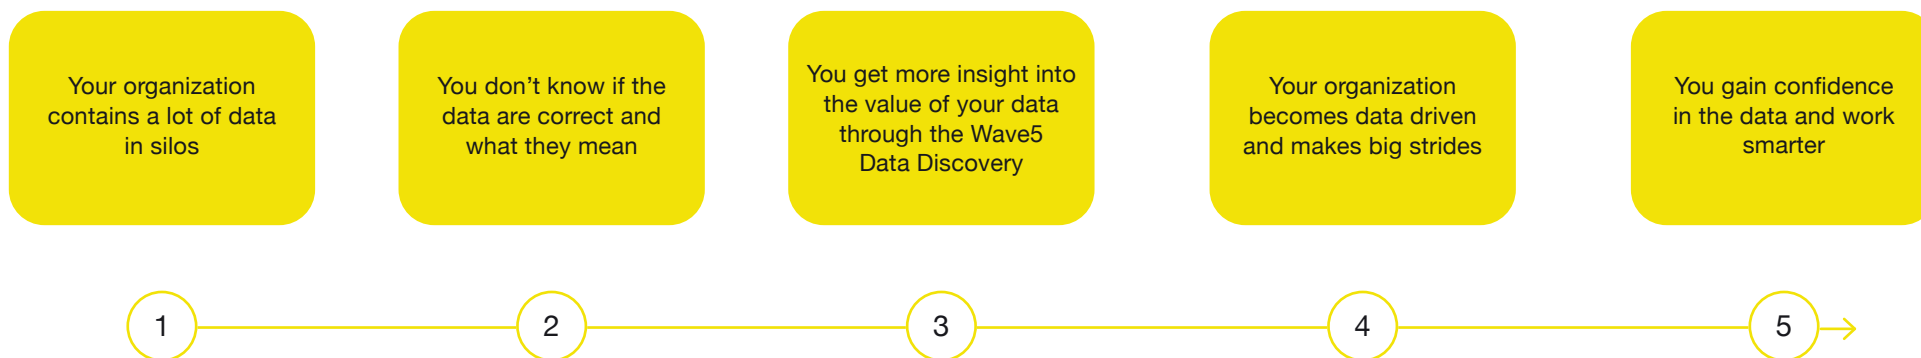 Your organization
contains a lot of data
in silos
You don’t know if the
data are correct and
what they mean
You get more insight into
the value of your data
through the Wave5
Data Discovery
Your organization
becomes data driven
and makes big strides
You gain confidence
in the data and work
smarter
1
2
3
4
5